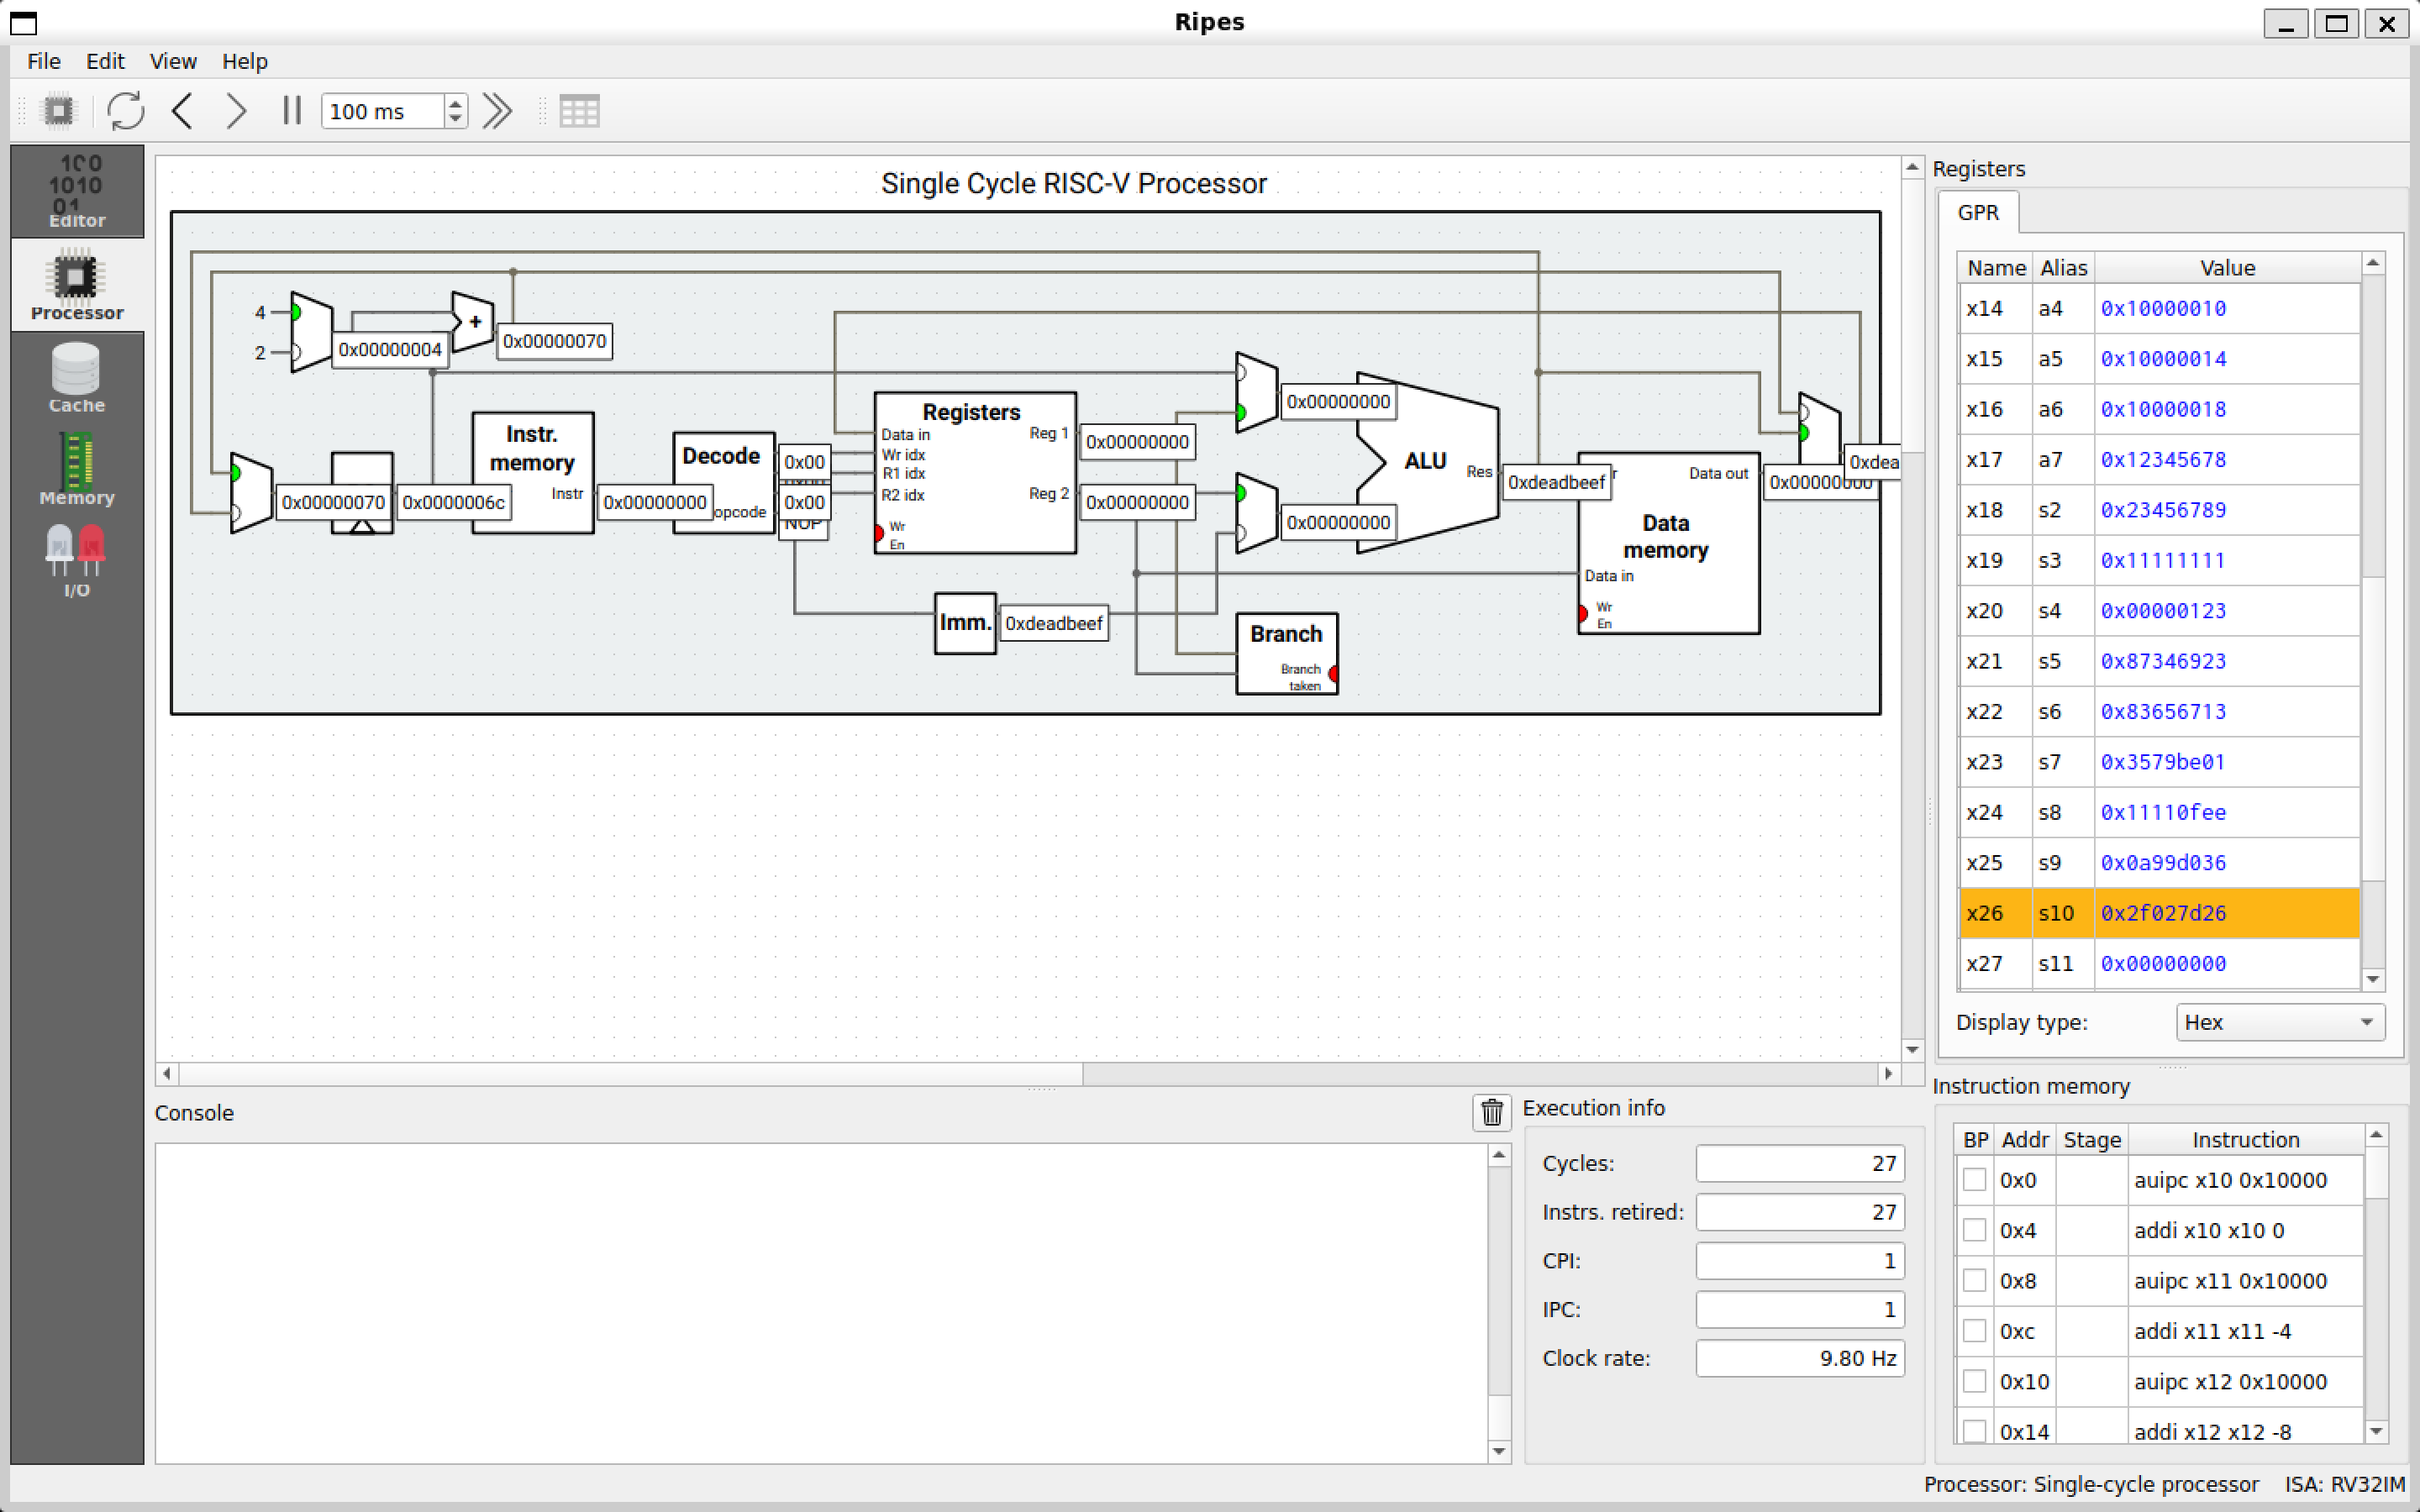 Ripes
File Edit View Help
100 ms
Editor
Processor
Cache
Memory
I/O
Single Cycle RISC-V Processor
4
2
0x00000004
+
0x00000070
0x00000070
0x0000006c
Instr.
memory
Instr
0x00000000
Decode
opcode
0x00
0x00
NOP
Registers
Data in
Wr idx
R1 idx
R2 idx
Wr
En
Reg 1
Reg 2
0x00000000
0x00000000
Imm.
0xdeadbeef
0x00000000
0x00000000
ALU
Res
0xdeadbeef
r
Data out
Data
memory
Data in
Wr
En
0x00000000
0xdea
Branch
Branch
taken
Registers
GPR
Name Alias Value
x14 a4 0x10000010
x15 a5 0x10000014
x16 a6 0x10000018
x17 a7 0x12345678
x18 s2 0x23456789
x19 s3 0x11111111
x20 s4 0x00000123
x21 s5 0x87346923
x22 s6 0x83656713
x23 s7 0x3579be01
x24 s8 0x11110fee
x25 s9 0x0a99d036
x26 s10 0x2f027d26
x27 s11 0x00000000
Display type: Hex
Console
Execution info
Cycles: 27
Instrs. retired: 27
CPI: 1
IPC: 1
Clock rate: 9.80 Hz
Instruction memory
BP Addr Stage Instruction
0x0 auipc x10 0x10000
0x4 addi x10 x10 0
0x8 auipc x11 0x10000
0xc addi x11 x11 -4
0x10 auipc x12 0x10000
0x14 addi x12 x12 -8
Processor: Single-cycle processor ISA: RV32IM